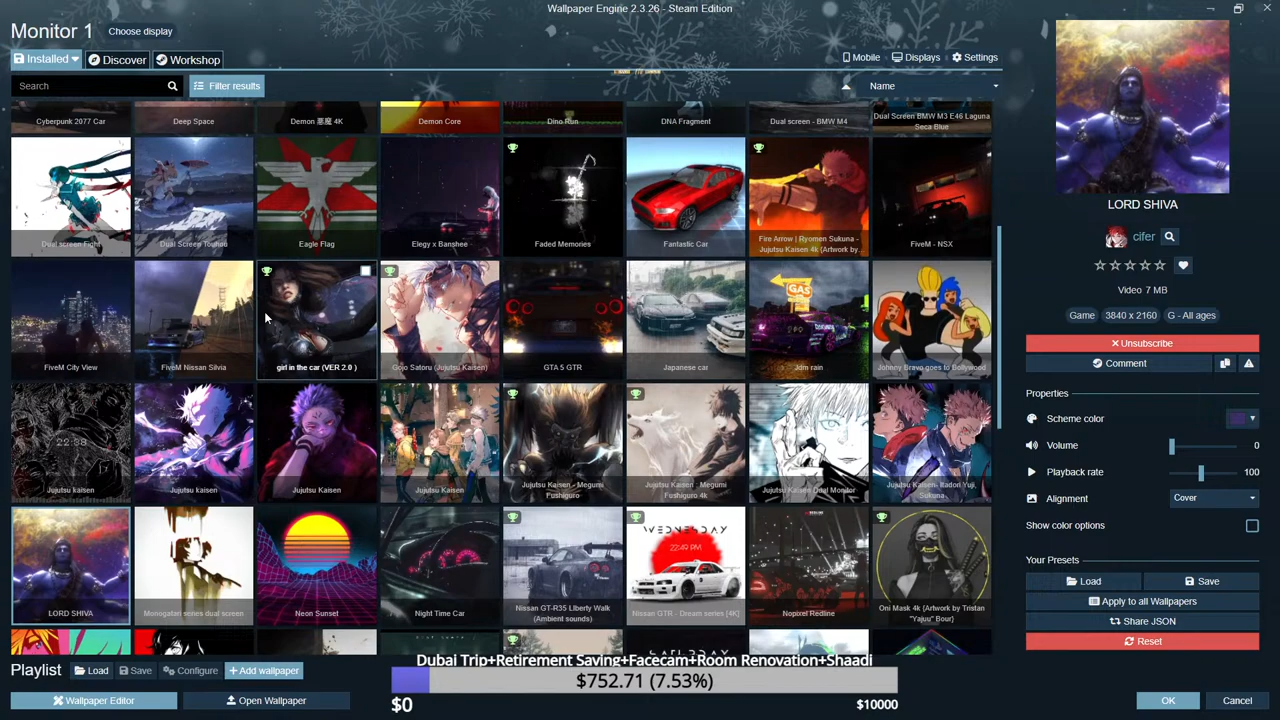 Wallpaper Engine 2.3.26 - Steam Edition
Monitor 1
Choose display
Installed
Discover
Workshop
Mobile
Displays
Settings
Search
Filter results
Name
Cyberpunk 2077 Car
Deep Space
Demon 悪魔 4K
Demon Core
Dino Run
DNA Fragment
Dual screen - BMW M4
Dual Screen BMW M3 E46 Laguna
Seca Blue
Dual screen Fight
Dual Screen Touhou
Eagle Flag
Elegy x Banshee
Faded Memories
Fantastic Car
Fire Arrow | Ryomen Sukuna -
Jujutsu Kaisen 4k (Artwork by...
FiveM - NSX
FiveM City View
FiveM Nissan Silvia
girl in the car (VER 2.0 )
Gojo Satoru (Jujutsu Kaisen)
GTA 5 GTR
Japanese car
GAS
Jdm rain
Johnny Bravo goes to Bollywood
22:38
Jujutsu kaisen
Jujutsu kaisen
Jujutsu Kaisen
Jujutsu Kaisen
Jujutsu Kaisen - Megumi
Fushiguro
Jujutsu Kaisen : Megumi
Fushiguro 4k
Jujutsu Kaisen Dual Monitor
Jujutsu Kaisen- Itadori Yuji,
Sukuna
LORD SHIVA
Monogatari series dual screen
Neon Sunset
Night Time Car
Nissan GT-R35 LIberty Walk
(Ambient sounds)
WEDNESDAY
22:49 PM
Nissan GTR - Dream series [4K]
Nopixel Redline
Oni Mask 4k (Artwork by Tristan
"Yajuu" Bour)
LORD SHIVA
cifer
Video 7 MB
Game
3840 x 2160
G - All ages
Unsubscribe
Comment
Properties
Scheme color
Volume
0
Playback rate
100
Alignment
Cover
Show color options
Your Presets
Load
Save
Apply to all Wallpapers
Share JSON
Reset
Playlist
Load
Save
Configure
Add wallpaper
Wallpaper Editor
Open Wallpaper
Dubai Trip+Retirement Saving+Facecam+Room Renovation+Shaadi
$752.71 (7.53%)
$0
$10000
OK
Cancel